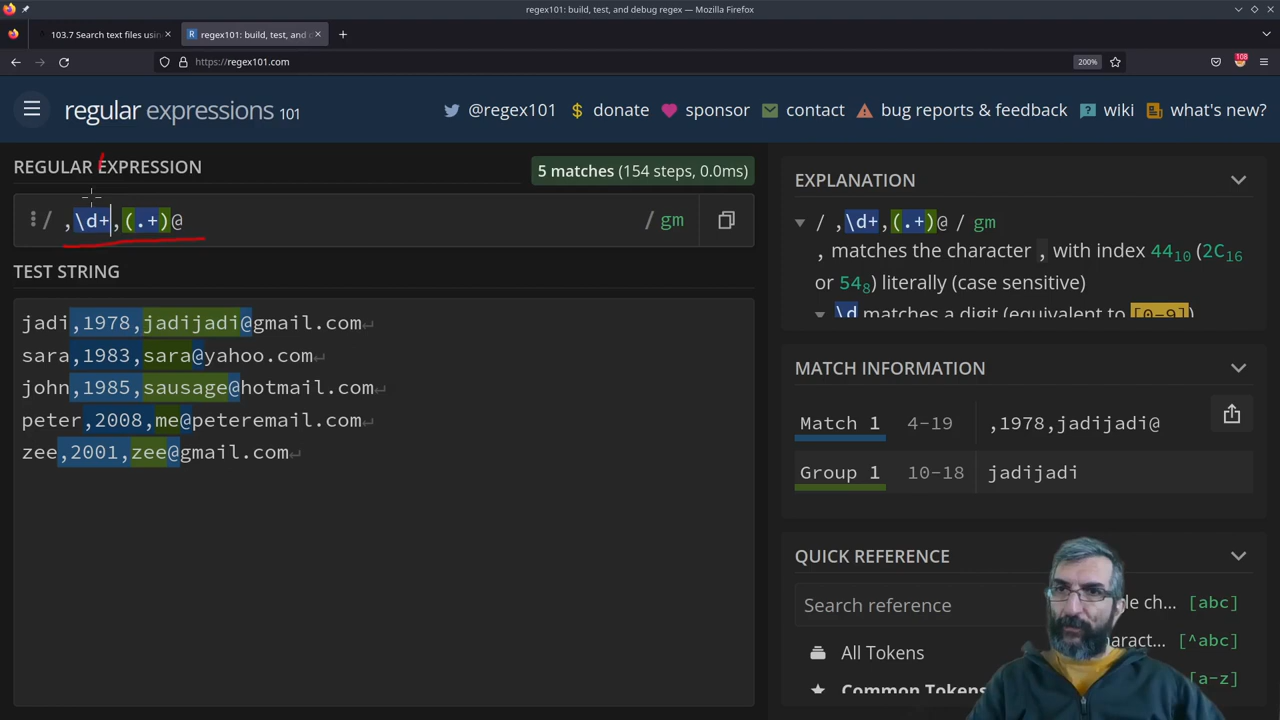 regex101: build, test, and debug regex — Mozilla Firefox
103.7 Search text files usin
R regex101: build, test, and d
https://regex101.com
200%
108
regular expressions 101
@regex101
$ donate
sponsor
contact
bug reports & feedback
wiki
what's new?
REGULAR EXPRESSION
5 matches (154 steps, 0.0ms)
/ ,\d+,(.+)@ / gm
TEST STRING
jadi,1978,jadijadi@gmail.com↵
sara,1983,sara@yahoo.com↵
john,1985,sausage@hotmail.com↵
peter,2008,me@peteremail.com↵
zee,2001,zee@gmail.com↵
EXPLANATION
/ ,\d+,(.+)@ / gm
, matches the character , with index 44₁₀ (2C₁₆
or 54₈) literally (case sensitive)
\d matches a digit (equivalent to [0-9])
MATCH INFORMATION
Match 1 4-19 ,1978,jadijadi@
Group 1 10-18 jadijadi
QUICK REFERENCE
Search reference
All Tokens
Common Tokens
[abc]
[^abc]
[a-z]